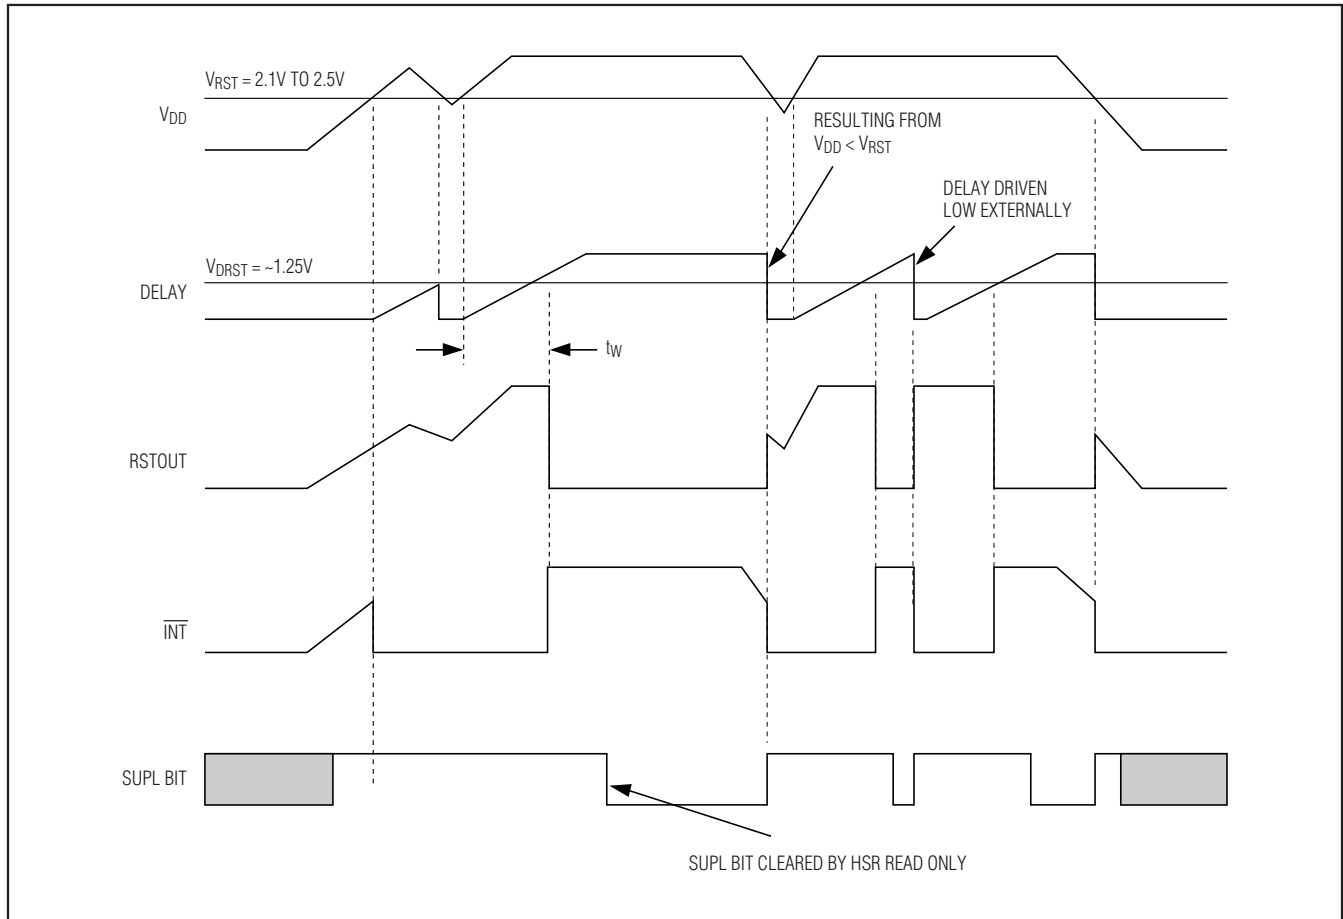 VRST = 2.1V TO 2.5V
VDD
RESULTING FROM
VDD < VRST
DELAY DRIVEN
LOW EXTERNALLY
VDRST = ~1.25V
DELAY
tW
RSTOUT
INT
SUPL BIT
SUPL BIT CLEARED BY HSR READ ONLY